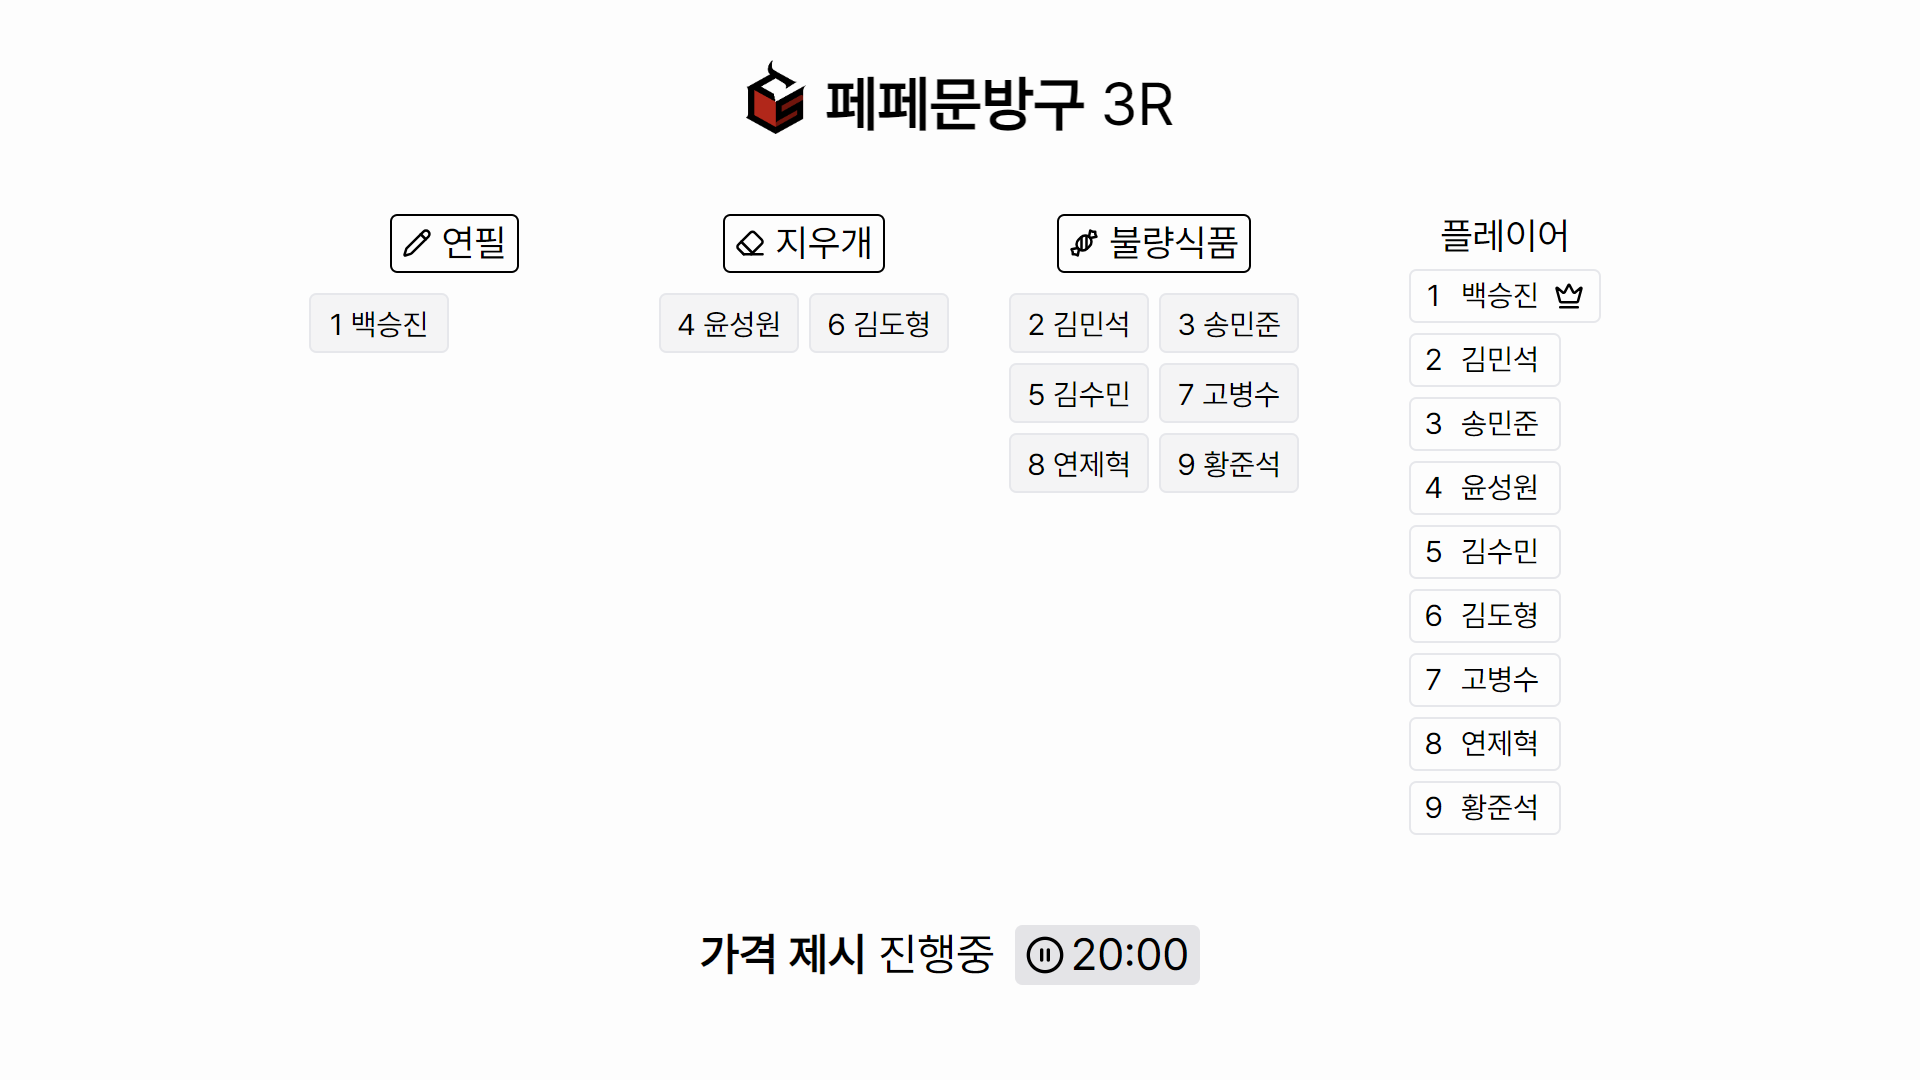 페페문방구 3R
연필
1 백승진
지우개
4 윤성원 6 김도형
불량식품
2 김민석 3 송민준
5 김수민 7 고병수
8 연제혁 9 황준석
플레이어
1 백승진
2 김민석
3 송민준
4 윤성원
5 김수민
6 김도형
7 고병수
8 연제혁
9 황준석
가격 제시 진행중 20:00